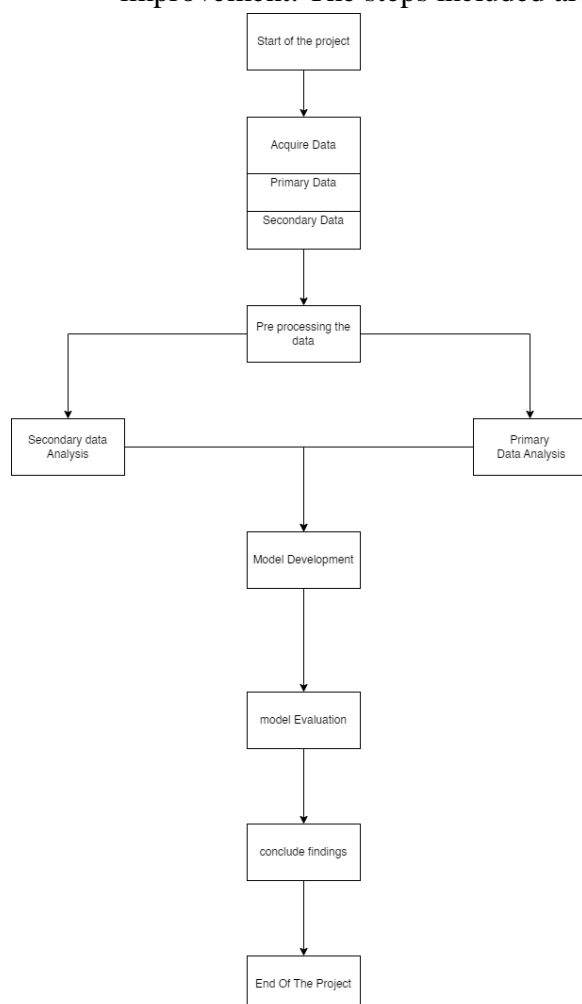 improvement. The steps included ar
Start of the project
Acquire Data
Primary Data
Secondary Data
Pre processing the
data
Secondary data
Analysis
Primary
Data Analysis
Model Development
model Evaluation
conclude findings
End Of The Project